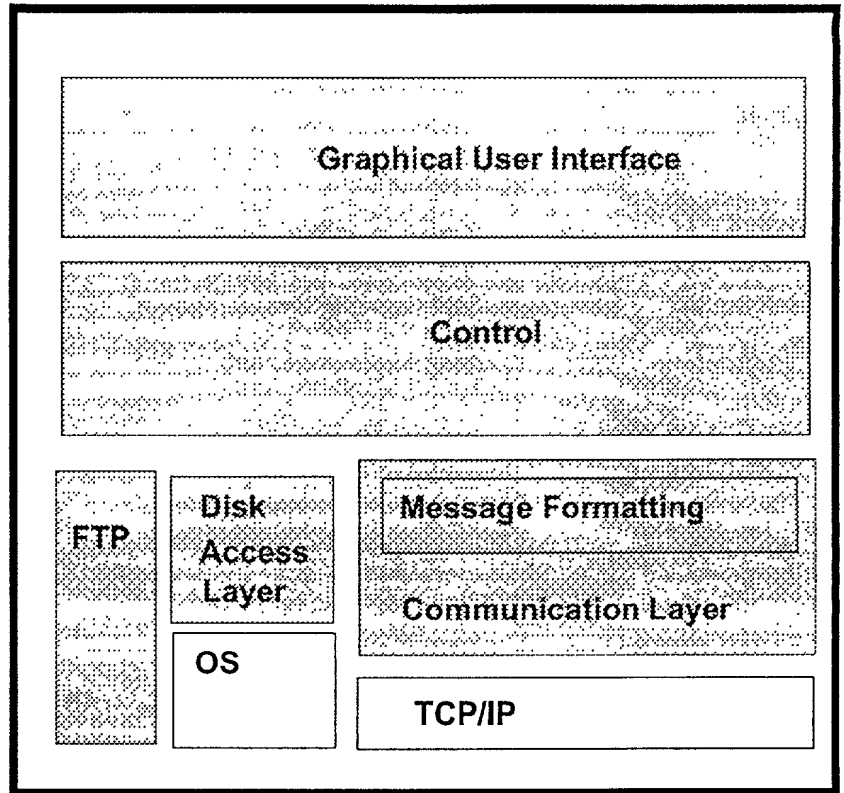 Graphical User Interface
Control
FTP
Disk
Access
Layer
OS
Message Formatting
Communication Layer
TCP/IP